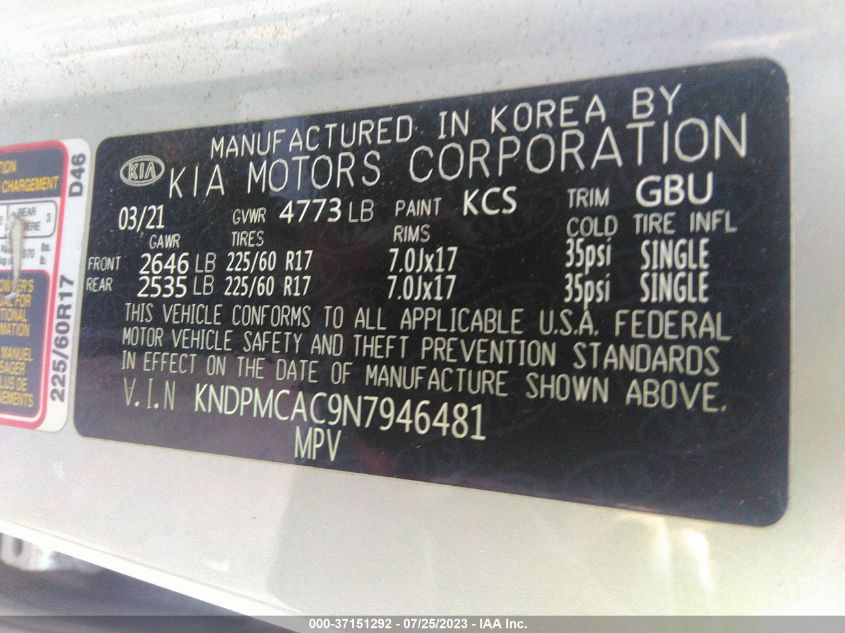 MANUFACTURED IN KOREA BY
KIA KIA MOTORS CORPORATION
03/21 GVWR 4773 LB PAINT KCS TRIM GBU
GAWR TIRES RIMS COLD TIRE INFL
FRONT 2646 LB 225/60 R17 7.0Jx17 35psi SINGLE
REAR 2535 LB 225/60 R17 7.0Jx17 35psi SINGLE
THIS VEHICLE CONFORMS TO ALL APPLICABLE U.S.A. FEDERAL
MOTOR VEHICLE SAFETY AND THEFT PREVENTION STANDARDS
IN EFFECT ON THE DATE OF MANUFACTURE SHOWN ABOVE.
V.I.N KNDPMCAC9N7946481
MPV
CHARGEMENT
REAR
3
MANUEL
225/60R17 D46
000-37151292 - 07/25/2023 - IAA Inc.